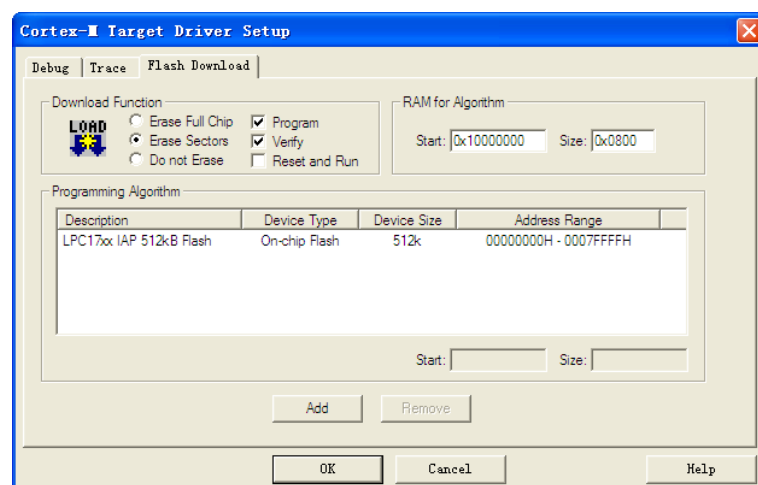 Cortex-M Target Driver Setup
Debug Trace Flash Download
Download Function
LOAD
Erase Full Chip
Erase Sectors
Do not Erase
Program
Verify
Reset and Run
RAM for Algorithm
Start: 0x10000000 Size: 0x0800
Programming Algorithm
Description Device Type Device Size Address Range
LPC17xx IAP 512kB Flash On-chip Flash 512k 00000000H - 0007FFFFH
Start: Size:
Add Remove
OK Cancel Help